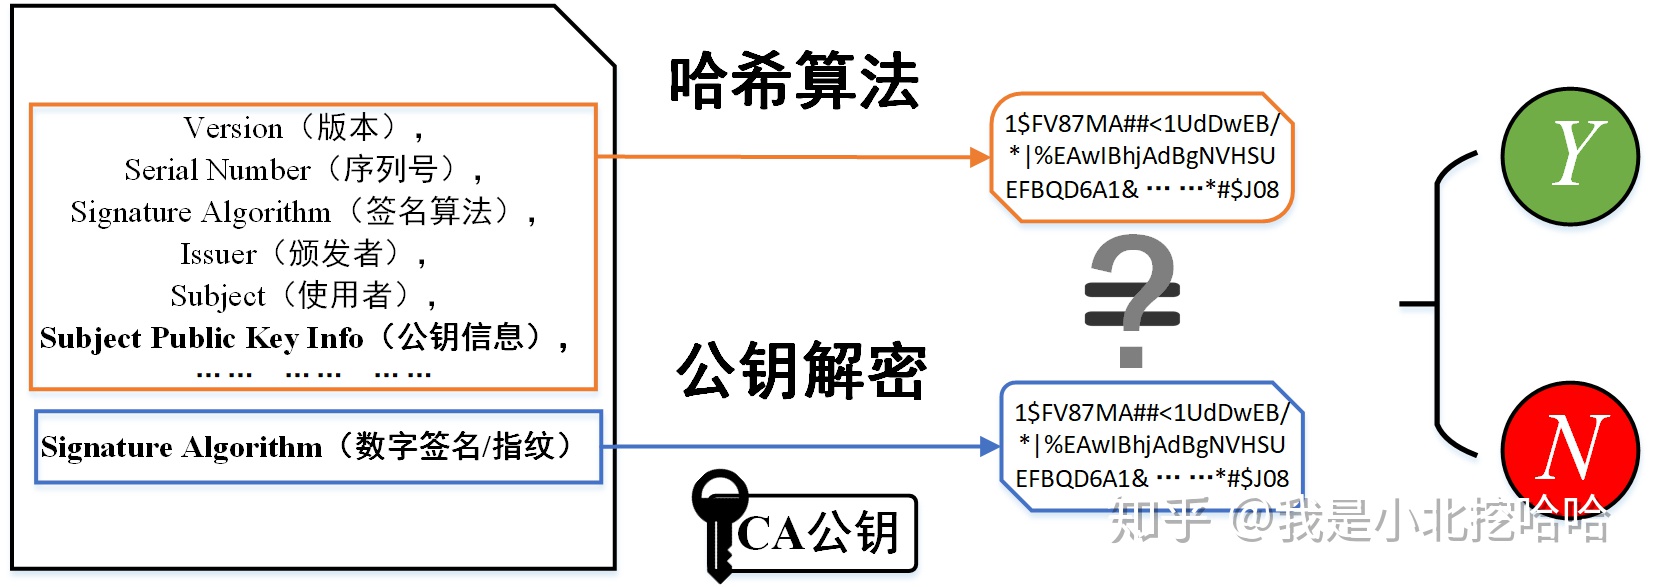 哈希算法
Version（版本），
Serial Number（序列号），
Signature Algorithm（签名算法），
Issuer（颁发者），
Subject（使用者），
Subject Public Key Info（公钥信息），
… … … … … …
1$FV87MA##<1UdDwEB/
*|%EAwIBhjAdBgNVHSU
EFBQD6A1& … …*#$J08
Y
?
=
公钥解密
Signature Algorithm（数字签名/指纹）
1$FV87MA##<1UdDwEB/
*|%EAwIBhjAdBgNVHSU
EFBQD6A1& … …*#$J08
N
CA公钥
知乎 @我是小北挖哈哈